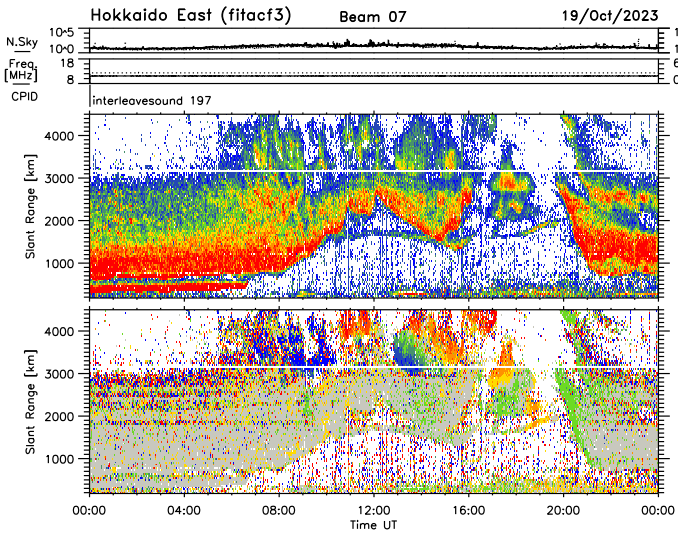 Hokkaido East (fitacf3) Beam 07 19/Oct/2023
N.Sky 10^5 10^0 1 1
Freq. [MHz] 18 8 6 0
CPID interleavesound 197
Slant Range [km] 4000 3000 2000 1000
Slant Range [km] 4000 3000 2000 1000
00:00 04:00 08:00 12:00 16:00 20:00 00:00
Time UT